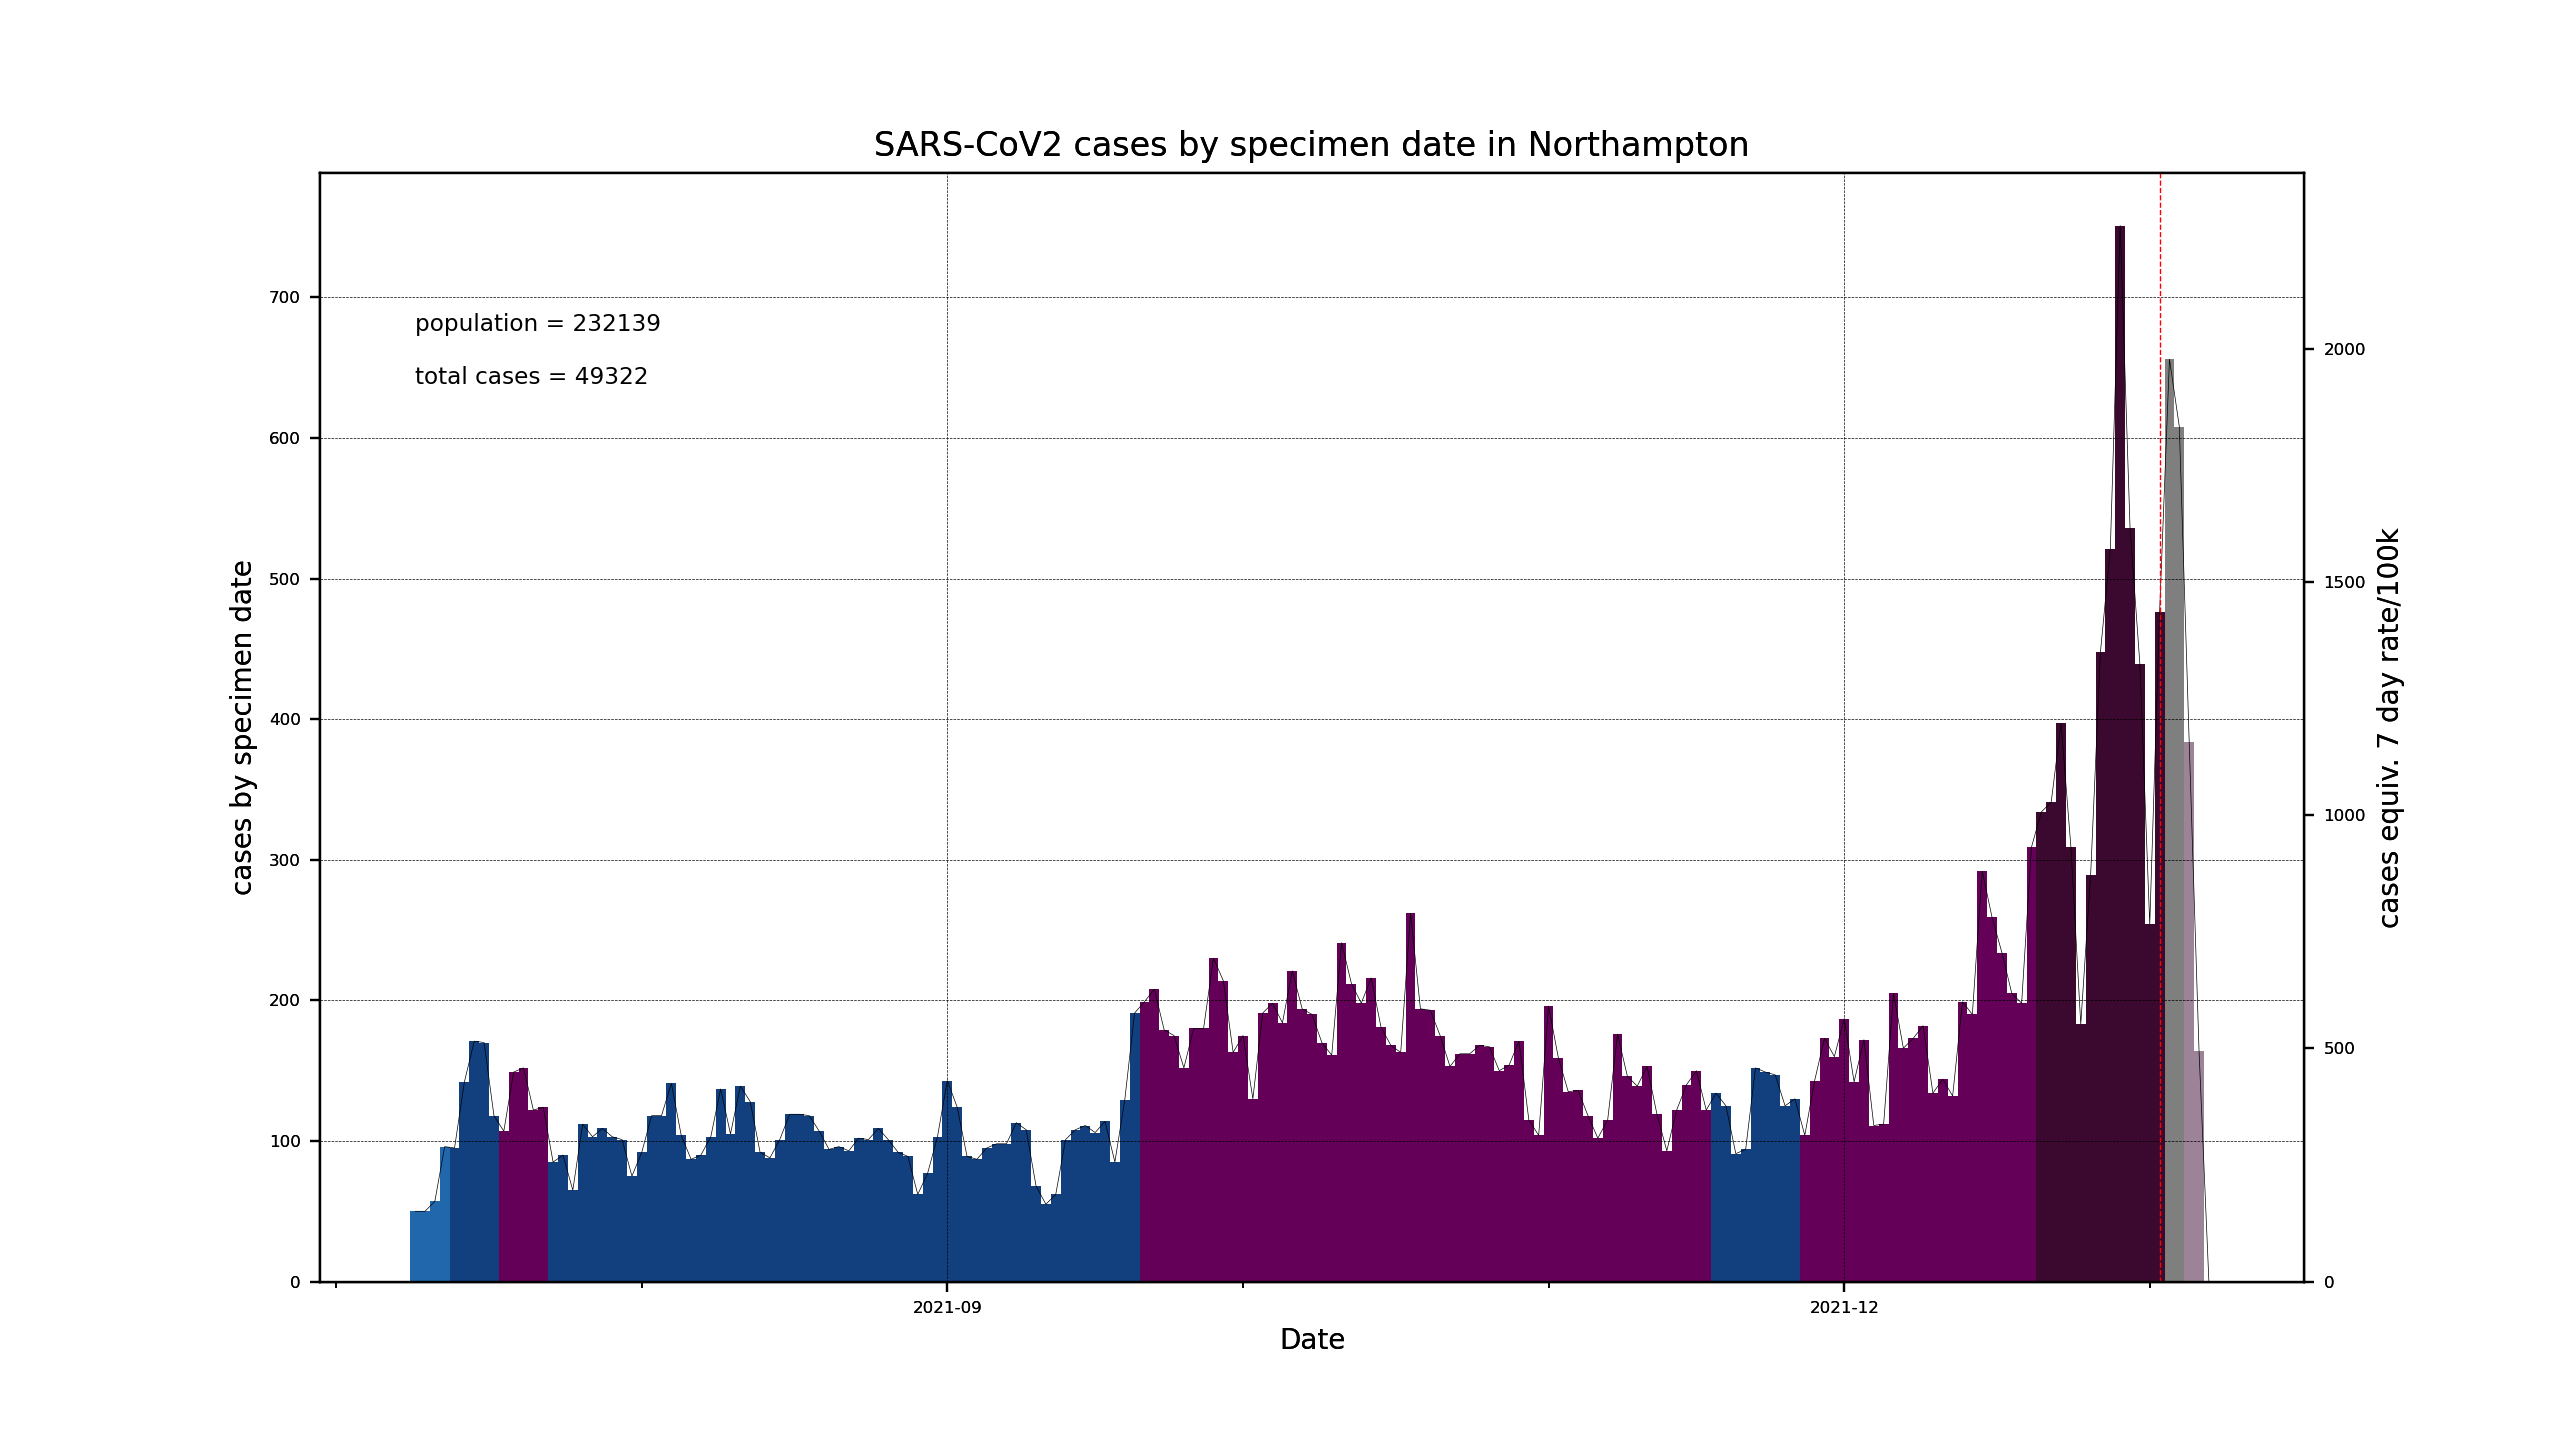 SARS-CoV2 cases by specimen date in Northampton
population = 232139
total cases = 49322
cases by specimen date
700
600
500
400
300
200
100
0
2000
1500
1000
500
0
cases equiv. 7 day rate/100k
2021-09
2021-12
Date